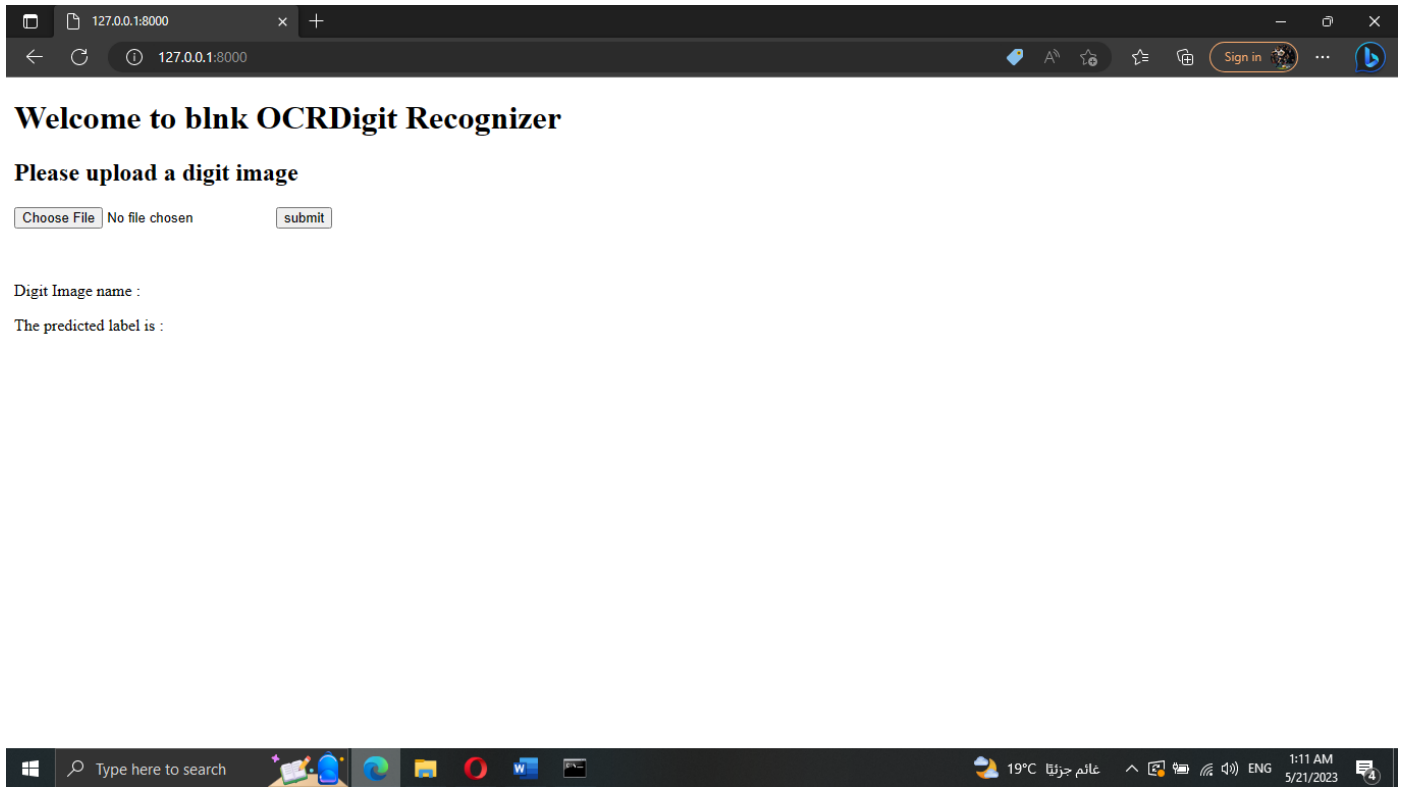 127.0.0.1:8000
127.0.0.1:8000
Sign in
Welcome to blnk OCRDigit Recognizer
Please upload a digit image
Choose File No file chosen submit
Digit Image name :
The predicted label is :
Type here to search
19°C غائم جزئيًا
ENG
1:11 AM
5/21/2023
4